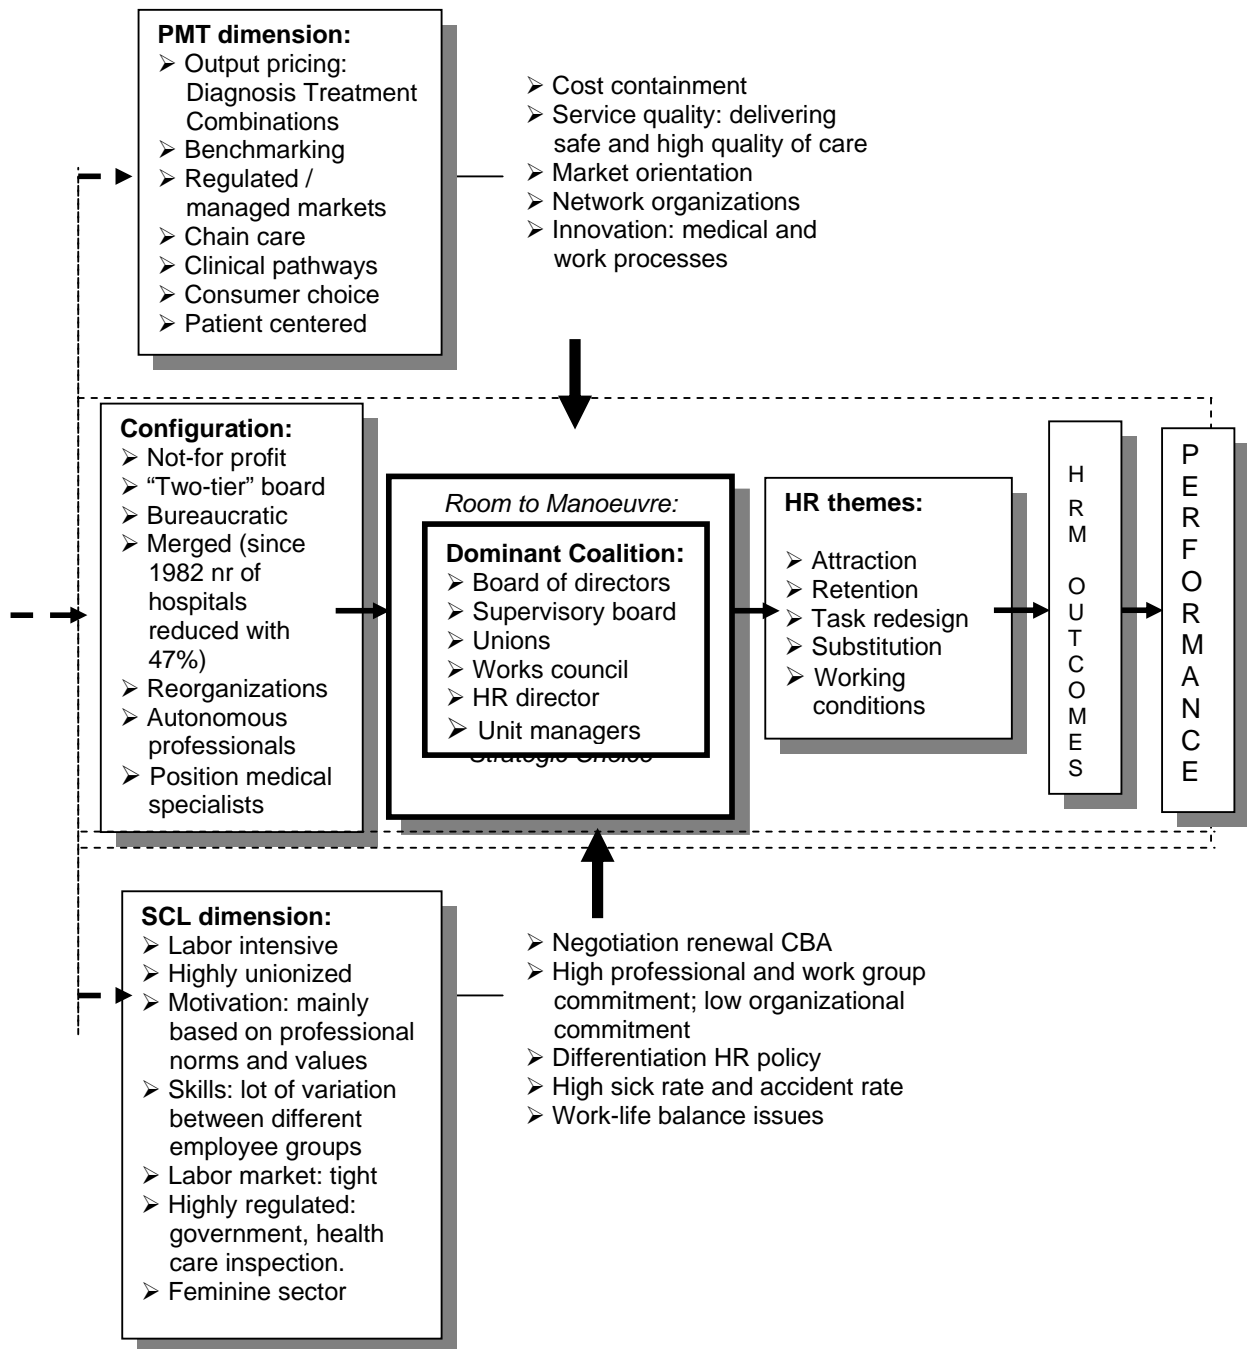 PMT dimension:
➢ Output pricing:
Diagnosis Treatment
Combinations
➢ Benchmarking
➢ Regulated /
managed markets
➢ Chain care
➢ Clinical pathways
➢ Consumer choice
➢ Patient centered
➢ Cost containment
➢ Service quality: delivering
safe and high quality of care
➢ Market orientation
➢ Network organizations
➢ Innovation: medical and
work processes
Configuration:
➢ Not-for profit
➢ “Two-tier” board
➢ Bureaucratic
➢ Merged (since
1982 nr of
hospitals
reduced with
47%)
➢ Reorganizations
➢ Autonomous
professionals
➢ Position medical
specialists
Room to Manoeuvre:
Dominant Coalition:
➢ Board of directors
➢ Supervisory board
➢ Unions
➢ Works council
➢ HR director
➢ Unit managers
Strategic Choice
HR themes:
➢ Attraction
➢ Retention
➢ Task redesign
➢ Substitution
➢ Working
conditions
HRM OUTCOMES
PERFORMANCE
SCL dimension:
➢ Labor intensive
➢ Highly unionized
➢ Motivation: mainly
based on professional
norms and values
➢ Skills: lot of variation
between different
employee groups
➢ Labor market: tight
➢ Highly regulated:
government, health
care inspection.
➢ Feminine sector
➢ Negotiation renewal CBA
➢ High professional and work group
commitment; low organizational
commitment
➢ Differentiation HR policy
➢ High sick rate and accident rate
➢ Work-life balance issues